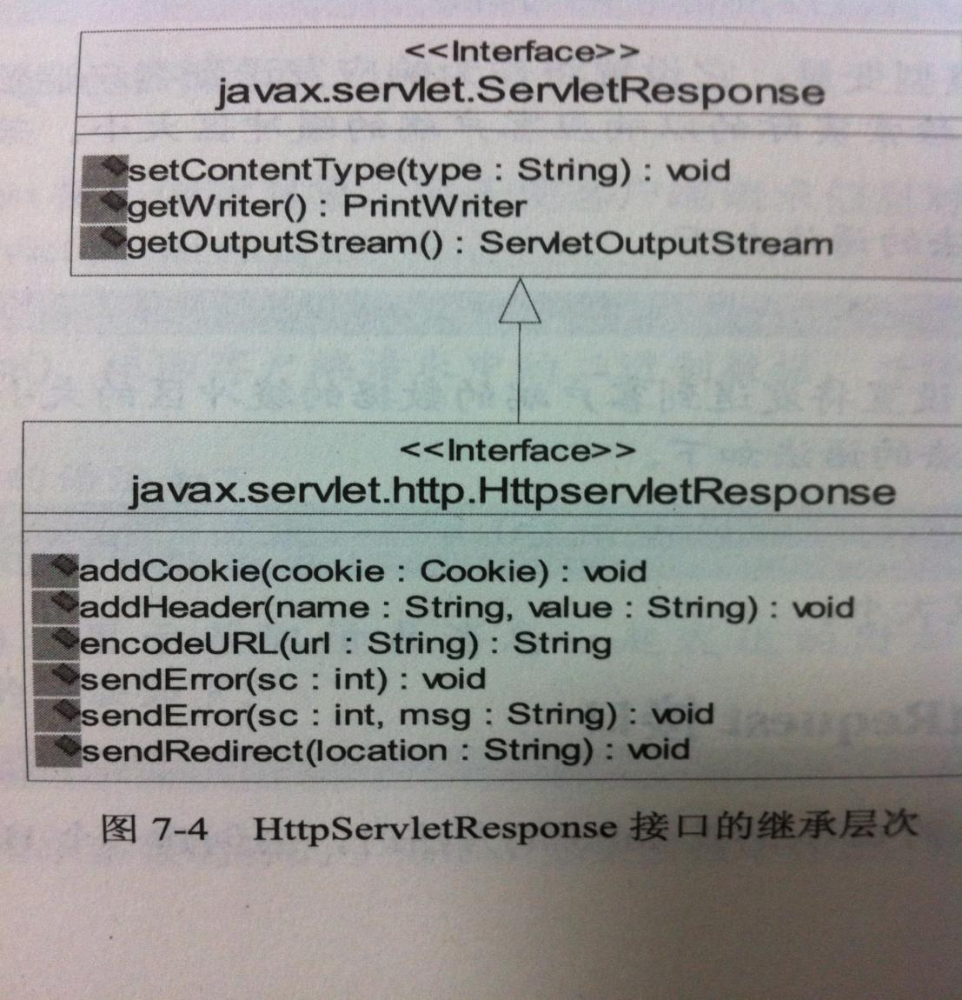 <<Interface>>
javax.servlet.ServletResponse
setContentType(type : String) : void
getWriter() : PrintWriter
getOutputStream() : ServletOutputStream
<<Interface>>
javax.servlet.http.HttpservletResponse
addCookie(cookie : Cookie) : void
addHeader(name : String, value : String) : void
encodeURL(url : String) : String
sendError(sc : int) : void
sendError(sc : int, msg : String) : void
sendRedirect(location : String) : void
图 7-4 HttpServletResponse 接口的继承层次